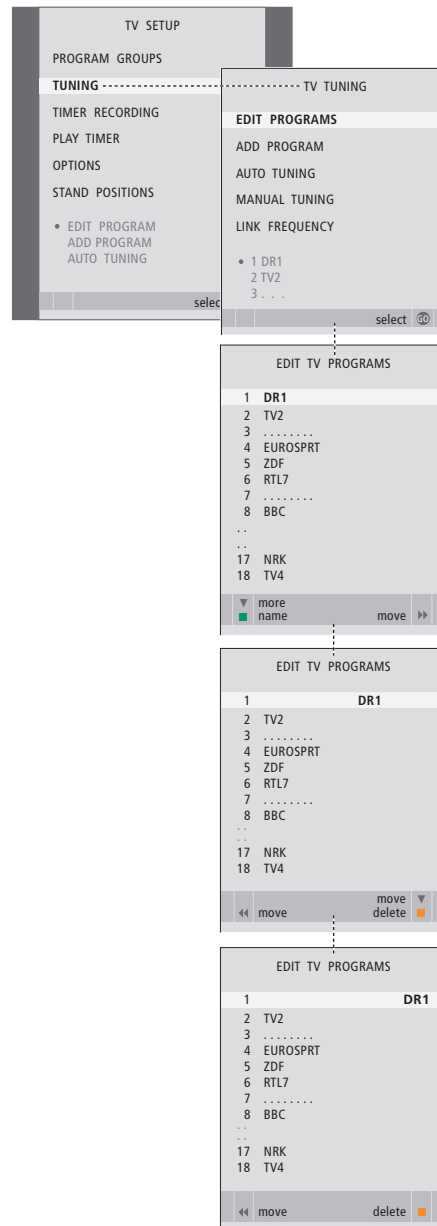 TV SETUP
PROGRAM GROUPS
TUNING
TIMER RECORDING
PLAY TIMER
OPTIONS
STAND POSITIONS
• EDIT PROGRAM
ADD PROGRAM
AUTO TUNING
selec
TV TUNING
EDIT PROGRAMS
ADD PROGRAM
AUTO TUNING
MANUAL TUNING
LINK FREQUENCY
• 1 DR1
2 TV2
3 . . .
select GO
EDIT TV PROGRAMS
1 DR1
2 TV2
3 ........
4 EUROSPRT
5 ZDF
6 RTL7
7 ........
8 BBC
..
..
17 NRK
18 TV4
▼ more
■ name move ▶▶
EDIT TV PROGRAMS
1 DR1
2 TV2
3 ........
4 EUROSPRT
5 ZDF
6 RTL7
7 ........
8 BBC
..
..
17 NRK
18 TV4
move ▼
◀◀ move delete ■
EDIT TV PROGRAMS
1 DR1
2 TV2
3 ........
4 EUROSPRT
5 ZDF
6 RTL7
7 ........
8 BBC
..
..
17 NRK
18 TV4
◀◀ move delete ■